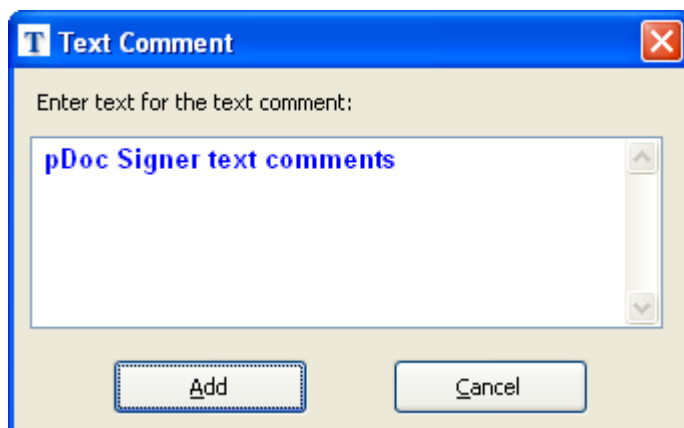 T Text Comment
Enter text for the text comment:
pDoc Signer text comments
Add
Cancel